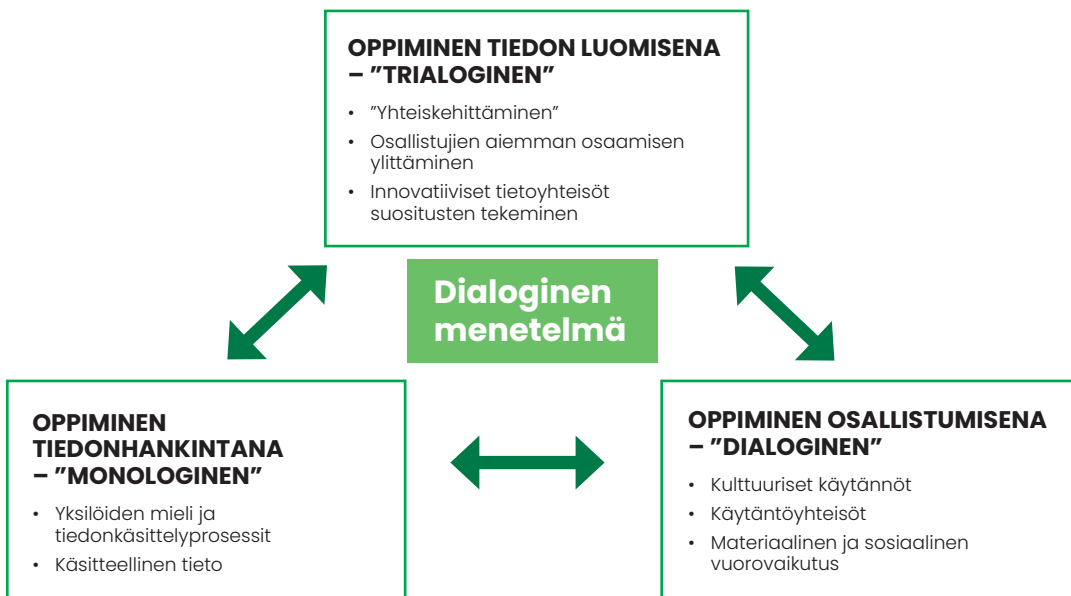 OPPIMINEN TIEDON LUOMISENA
– ”TRIALOGINEN”
• ”Yhteiskehittäminen”
• Osallistujien aiemman osaamisen
ylittäminen
• Innovatiiviset tietoyhteisöt
suositusten tekeminen
Dialoginen
menetelmä
OPPIMINEN
TIEDONHANKINTANA
– ”MONOLOGINEN”
• Yksilöiden mieli ja
tiedonkäsittelyprosessit
• Käsitteellinen tieto
OPPIMINEN OSALLISTUMISENA
– ”DIALOGINEN”
• Kulttuuriset käytännöt
• Käytäntöyhteisöt
• Materiaalinen ja sosiaalinen
vuorovaikutus